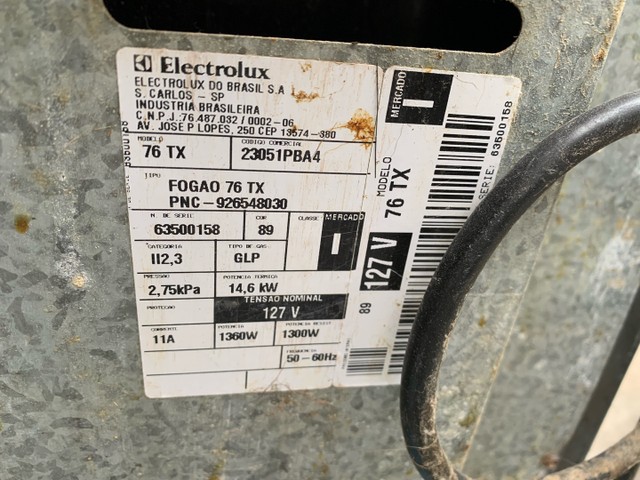 Electrolux
ELECTROLUX DO BRASIL S.A
S. CARLOS - SP
INDUSTRIA BRASILEIRA
C.N.P.J.:76.487.032 / 0002-06
AV. JOSE P LOPES, 250 CEP 13574-380
MODELO CODIGO COMERCIAL
76 TX 23051PBA4
TIPO
FOGAO 76 TX
PNC-926548030
N. DE SERIE COR CLASSE MERCADO
63500158 89 I
CATEGORIA TIPO DE GAS
II2,3 GLP
PRESSAO POTENCIA TERMICA
2,75kPa 14,6 kW
PROTECAO TENSAO NOMINAL
127 V
CORRENTE POTENCIA
11A 1360W 1300W
FREQUENCIA
50-60Hz
MERCADO
I
MODELO
76 TX
127 V
89
SERIE: 63500158
63500158